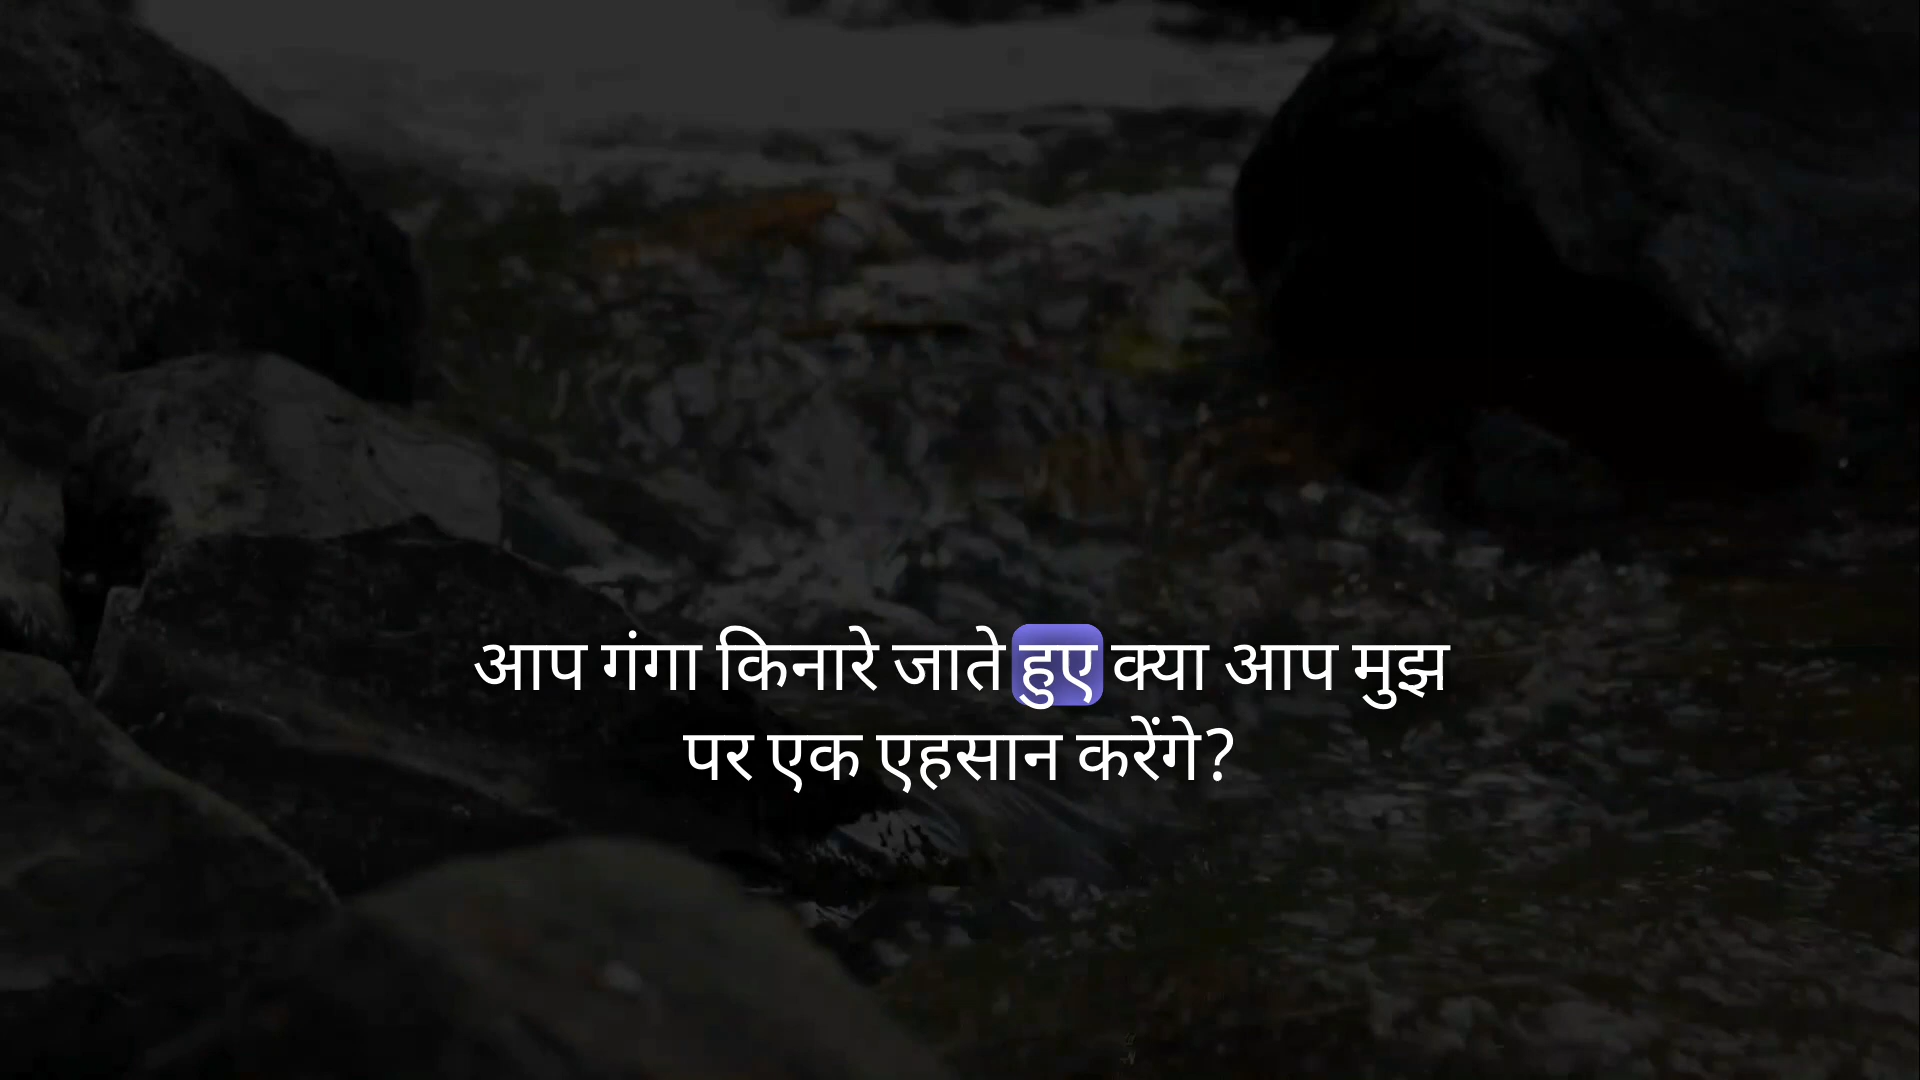 आप गंगा किनारे जाते हुए क्या आप मुझ
पर एक एहसान करेंगे?